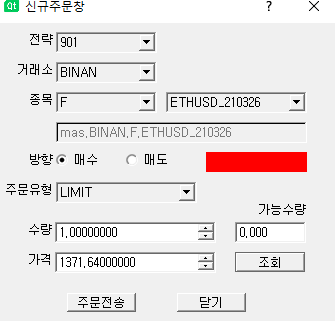 Qt 신규주문창 ? ×
전략 901
거래소 BINAN
종목 F ETHUSD_210326
mas,BINAN,F,ETHUSD_210326
방향 매수 매도
주문유형 LIMIT
가능수량
수량 1,00000000 0,000
가격 1371,64000000 조회
주문전송 닫기